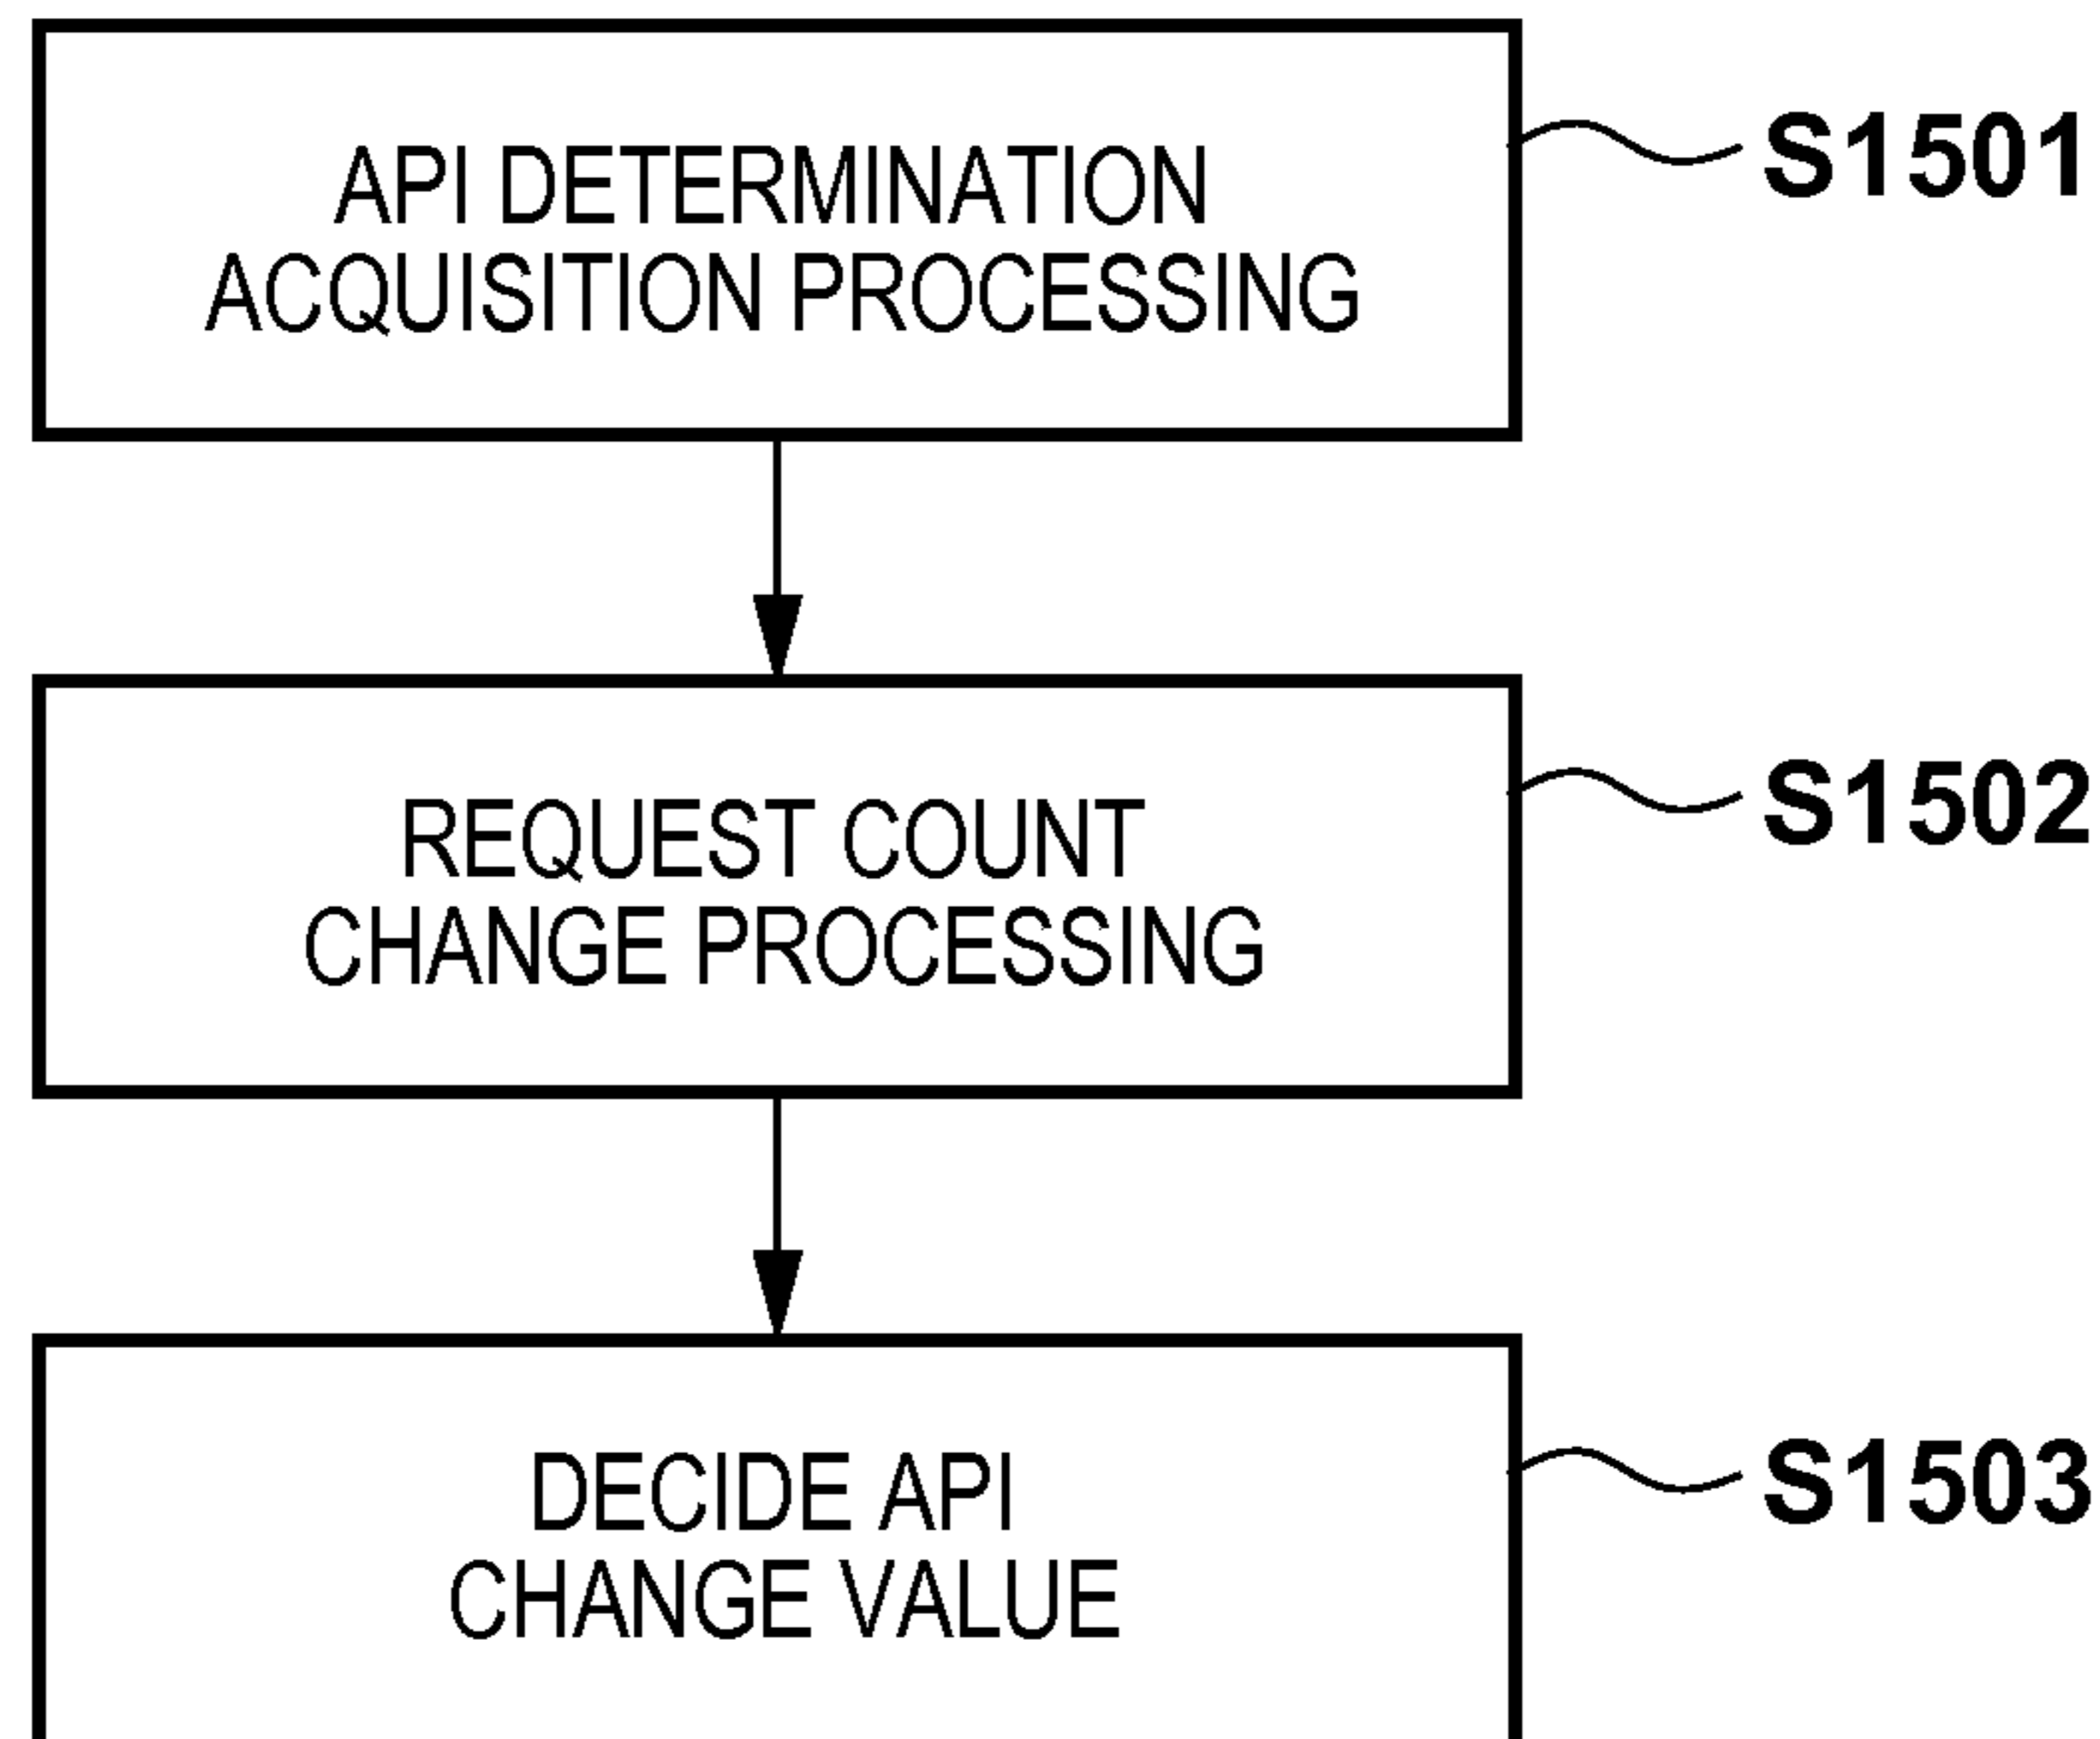 API DETERMINATION
ACQUISITION PROCESSING
S1501
REQUEST COUNT
CHANGE PROCESSING
S1502
DECIDE API
CHANGE VALUE
S1503